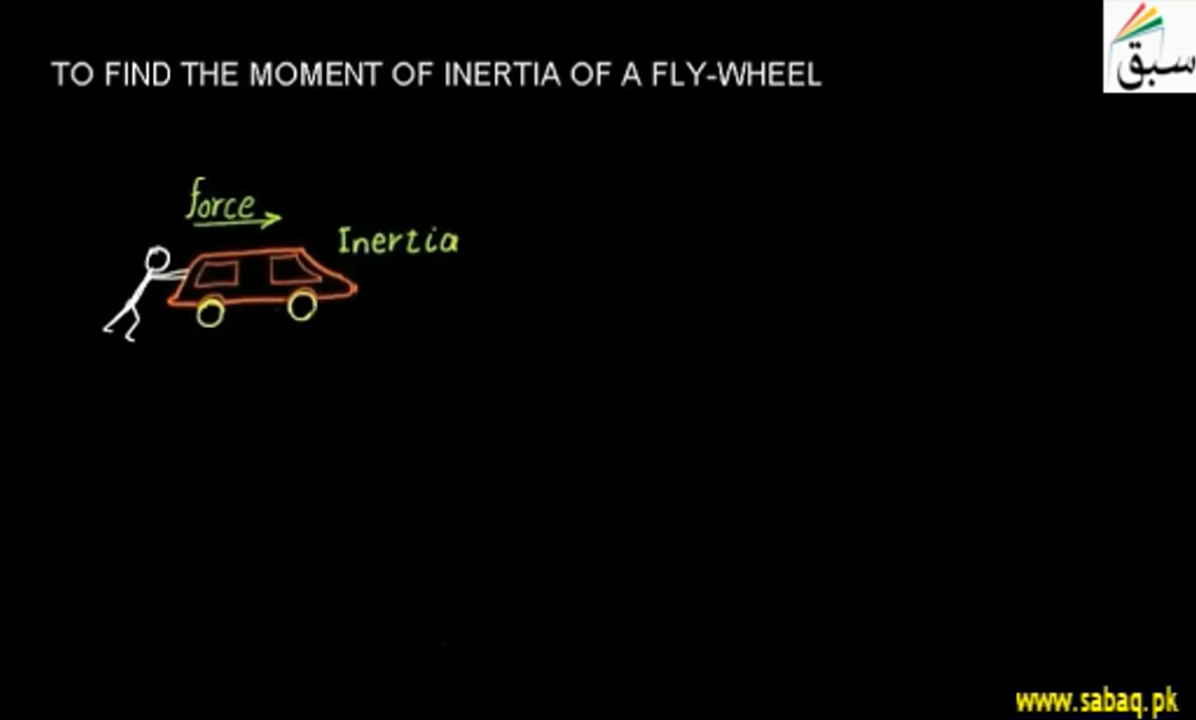 سبق
TO FIND THE MOMENT OF INERTIA OF A FLY-WHEEL
force
Inertia
www.sabaq.pk